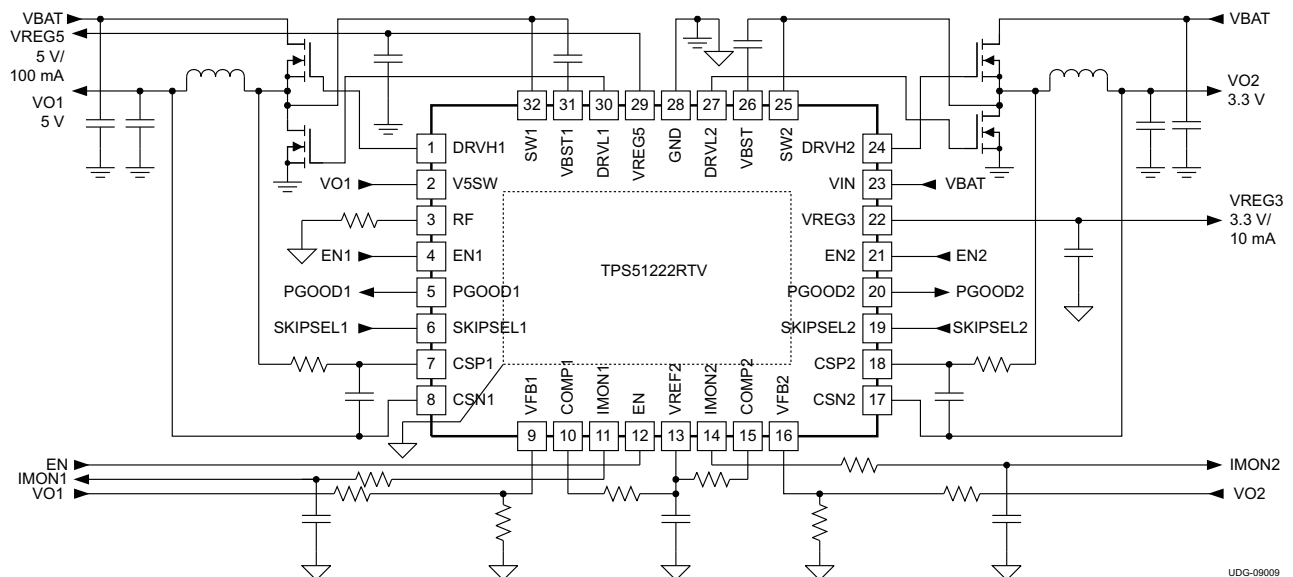 VBAT
VREG5
5 V/
100 mA
VO1
5 V
VBAT
VO2
3.3 V
32
31
30
29
28
27
26
25
SW1
VBST1
DRVL1
VREG5
GND
DRVL2
VBST
SW2
1
DRVH1
DRVH2
24
VO1
2
V5SW
VIN
23
VBAT
3
RF
VREG3
22
VREG3
3.3 V/
10 mA
EN1
4
EN1
EN2
21
EN2
TPS51222RTV
PGOOD1
5
PGOOD1
PGOOD2
20
PGOOD2
SKIPSEL1
6
SKIPSEL1
SKIPSEL2
19
SKIPSEL2
7
CSP1
CSP2
18
8
CSN1
CSN2
17
VFB1
COMP1
IMON1
EN
VREF2
IMON2
COMP2
VFB2
9
10
11
12
13
14
15
16
EN
IMON1
VO1
IMON2
VO2
UDG-09009